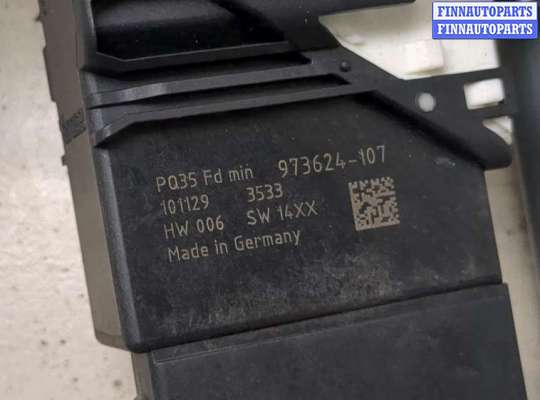 FINNAUTOPARTS
FINNAUTOPARTS
PQ35 Fd min 973624-107
101129 3533
HW 006 SW 14XX
Made in Germany